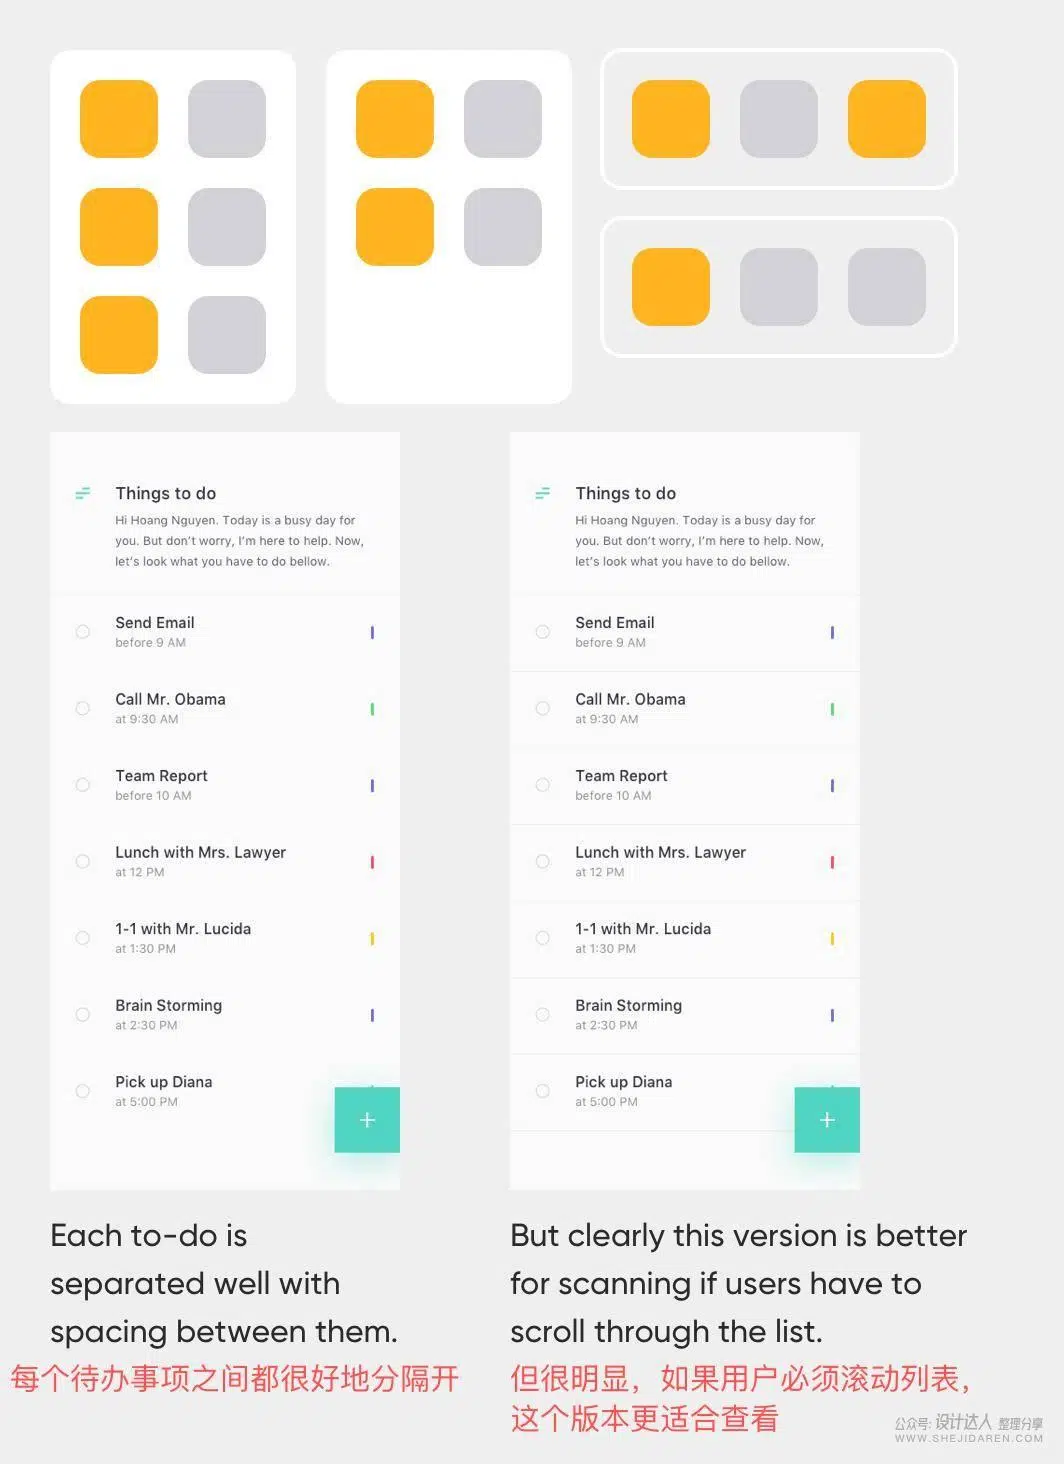 Things to do
Hi Hoang Nguyen. Today is a busy day for
you. But don't worry, I'm here to help. Now,
let's look what you have to do bellow.
Send Email
before 9 AM
Call Mr. Obama
at 9:30 AM
Team Report
before 10 AM
Lunch with Mrs. Lawyer
at 12 PM
1-1 with Mr. Lucida
at 1:30 PM
Brain Storming
at 2:30 PM
Pick up Diana
at 5:00 PM
+
Each to-do is
separated well with
spacing between them.
每个待办事项之间都很好地分隔开
Things to do
Hi Hoang Nguyen. Today is a busy day for
you. But don't worry, I'm here to help. Now,
let's look what you have to do bellow.
Send Email
before 9 AM
Call Mr. Obama
at 9:30 AM
Team Report
before 10 AM
Lunch with Mrs. Lawyer
at 12 PM
1-1 with Mr. Lucida
at 1:30 PM
Brain Storming
at 2:30 PM
Pick up Diana
at 5:00 PM
+
But clearly this version is better
for scanning if users have to
scroll through the list.
但很明显，如果用户必须滚动列表，
这个版本更适合查看
公众号: 设计达人 整理分享
WWW.SHEJIDAREN.COM